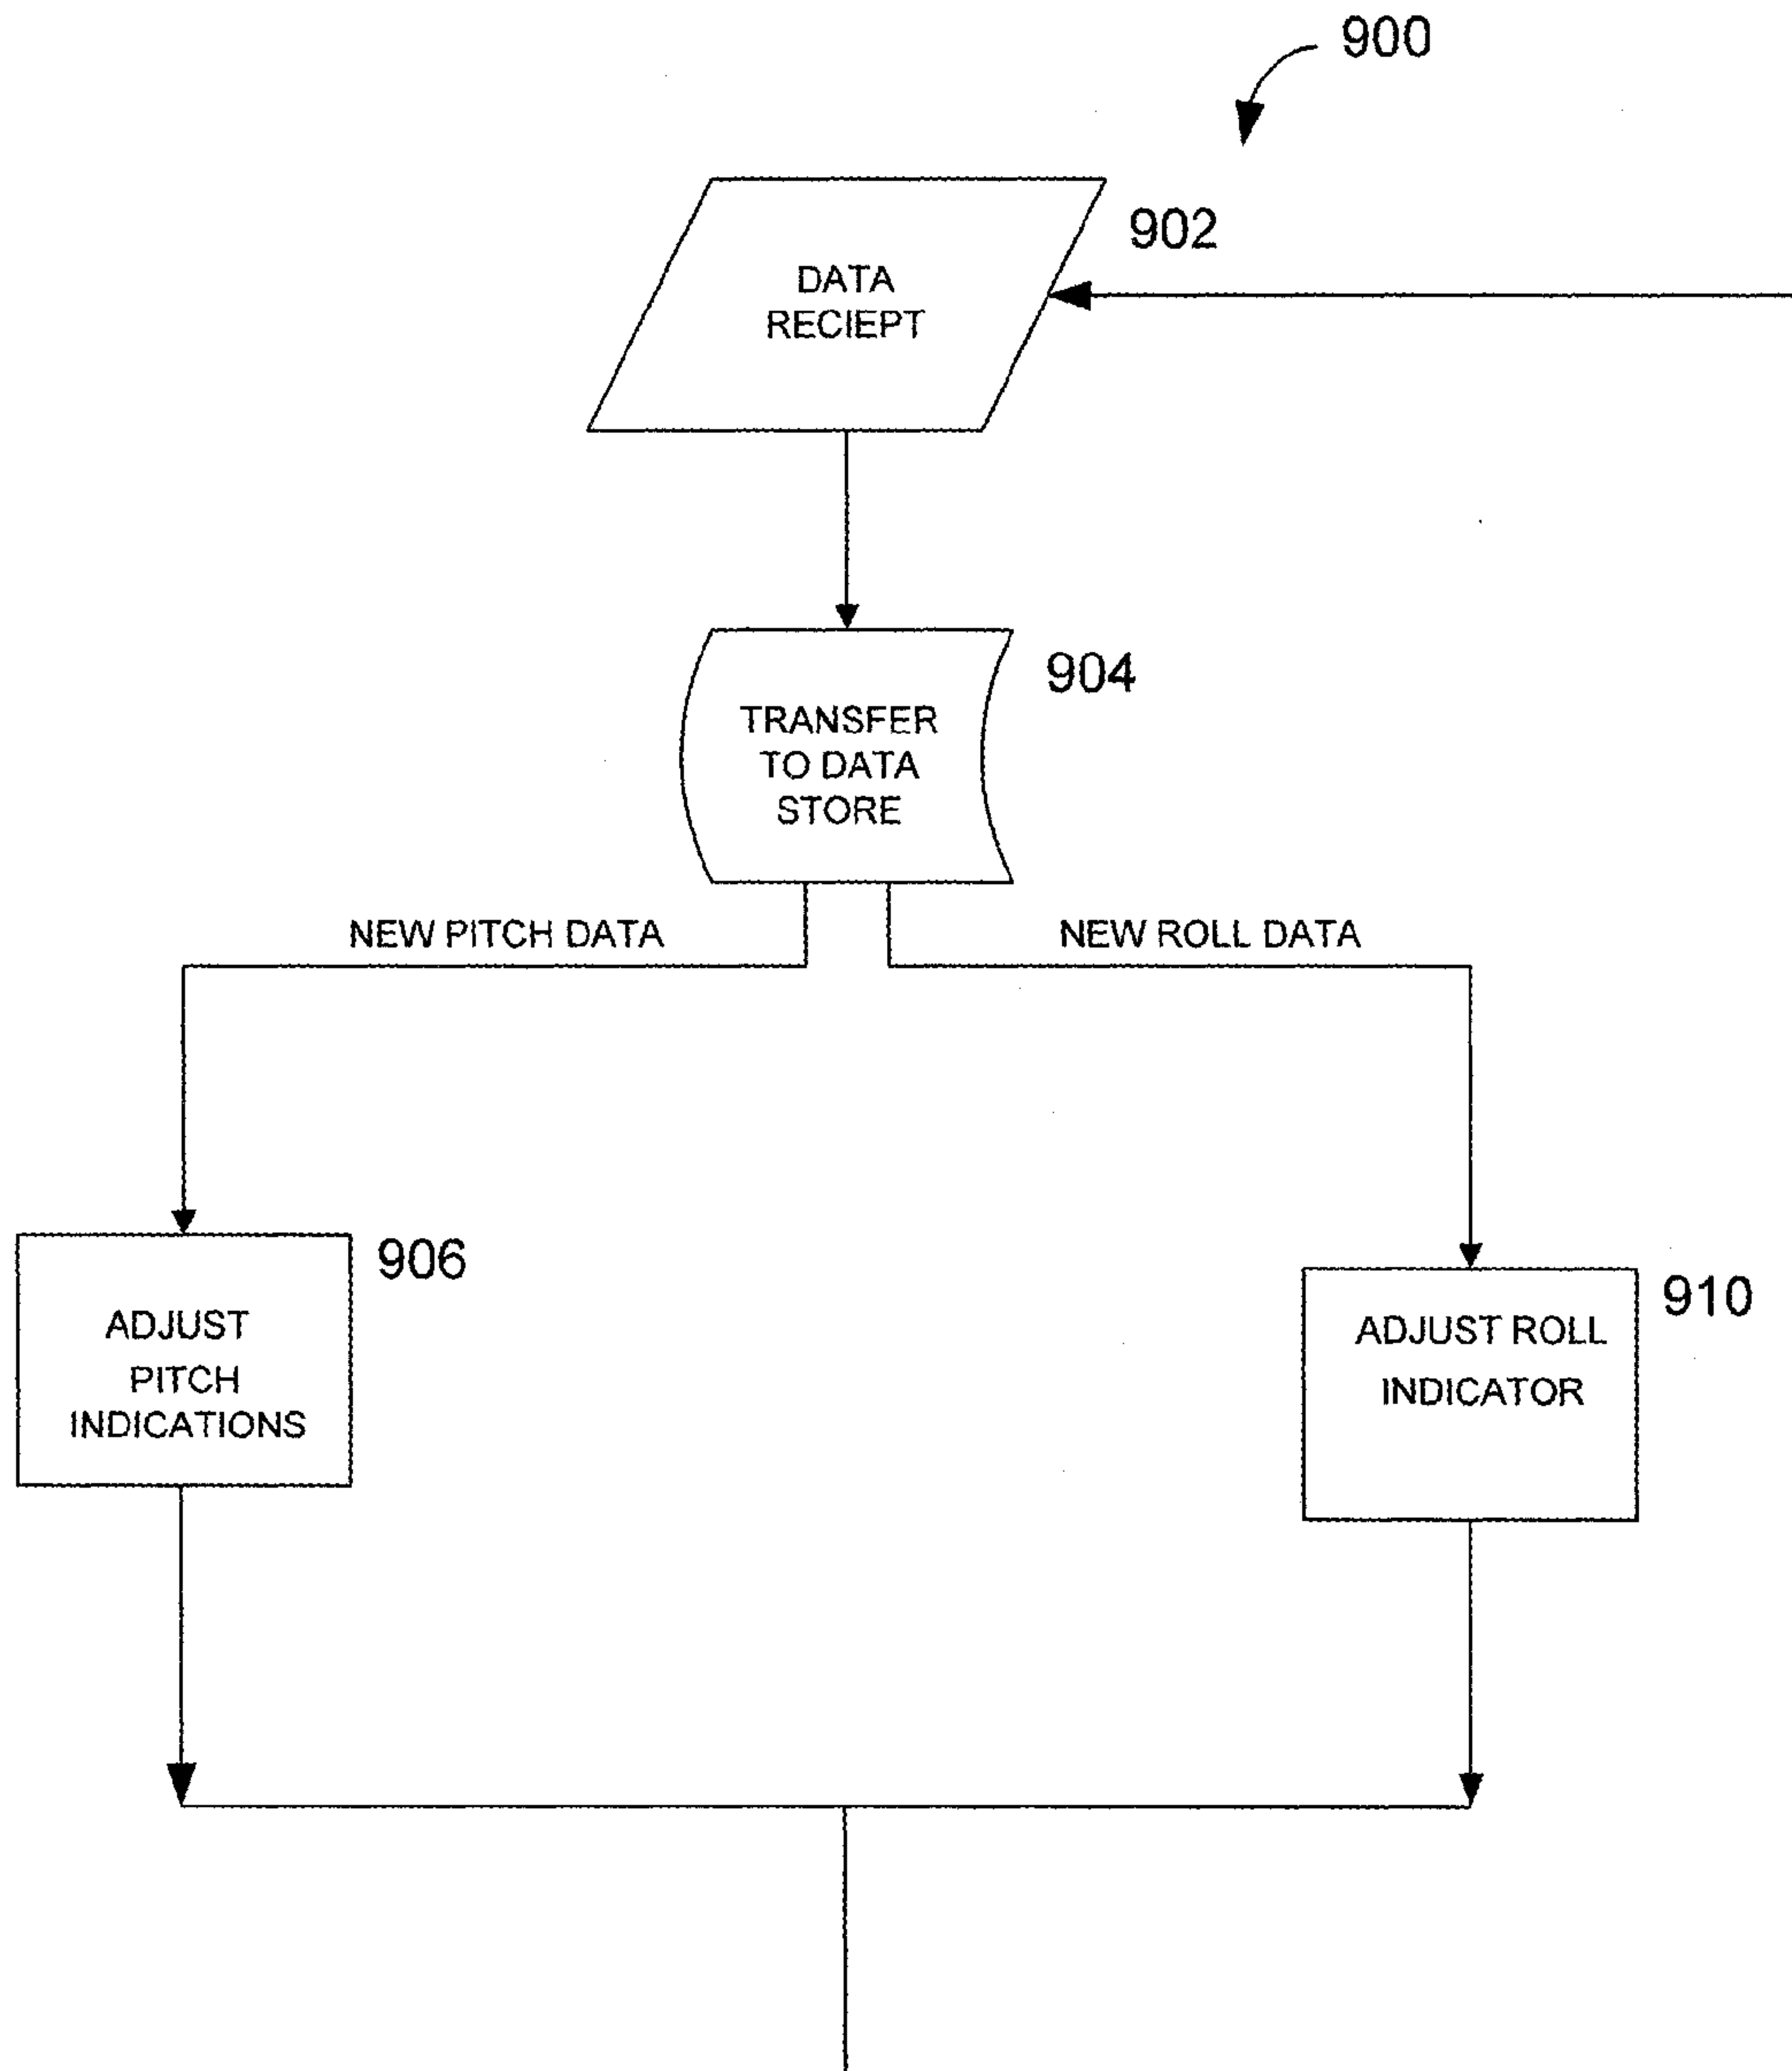 900
902
DATA
RECIEPT
904
TRANSFER
TO DATA
STORE
NEW PITCH DATA
NEW ROLL DATA
906
ADJUST
PITCH
INDICATIONS
910
ADJUST ROLL
INDICATOR